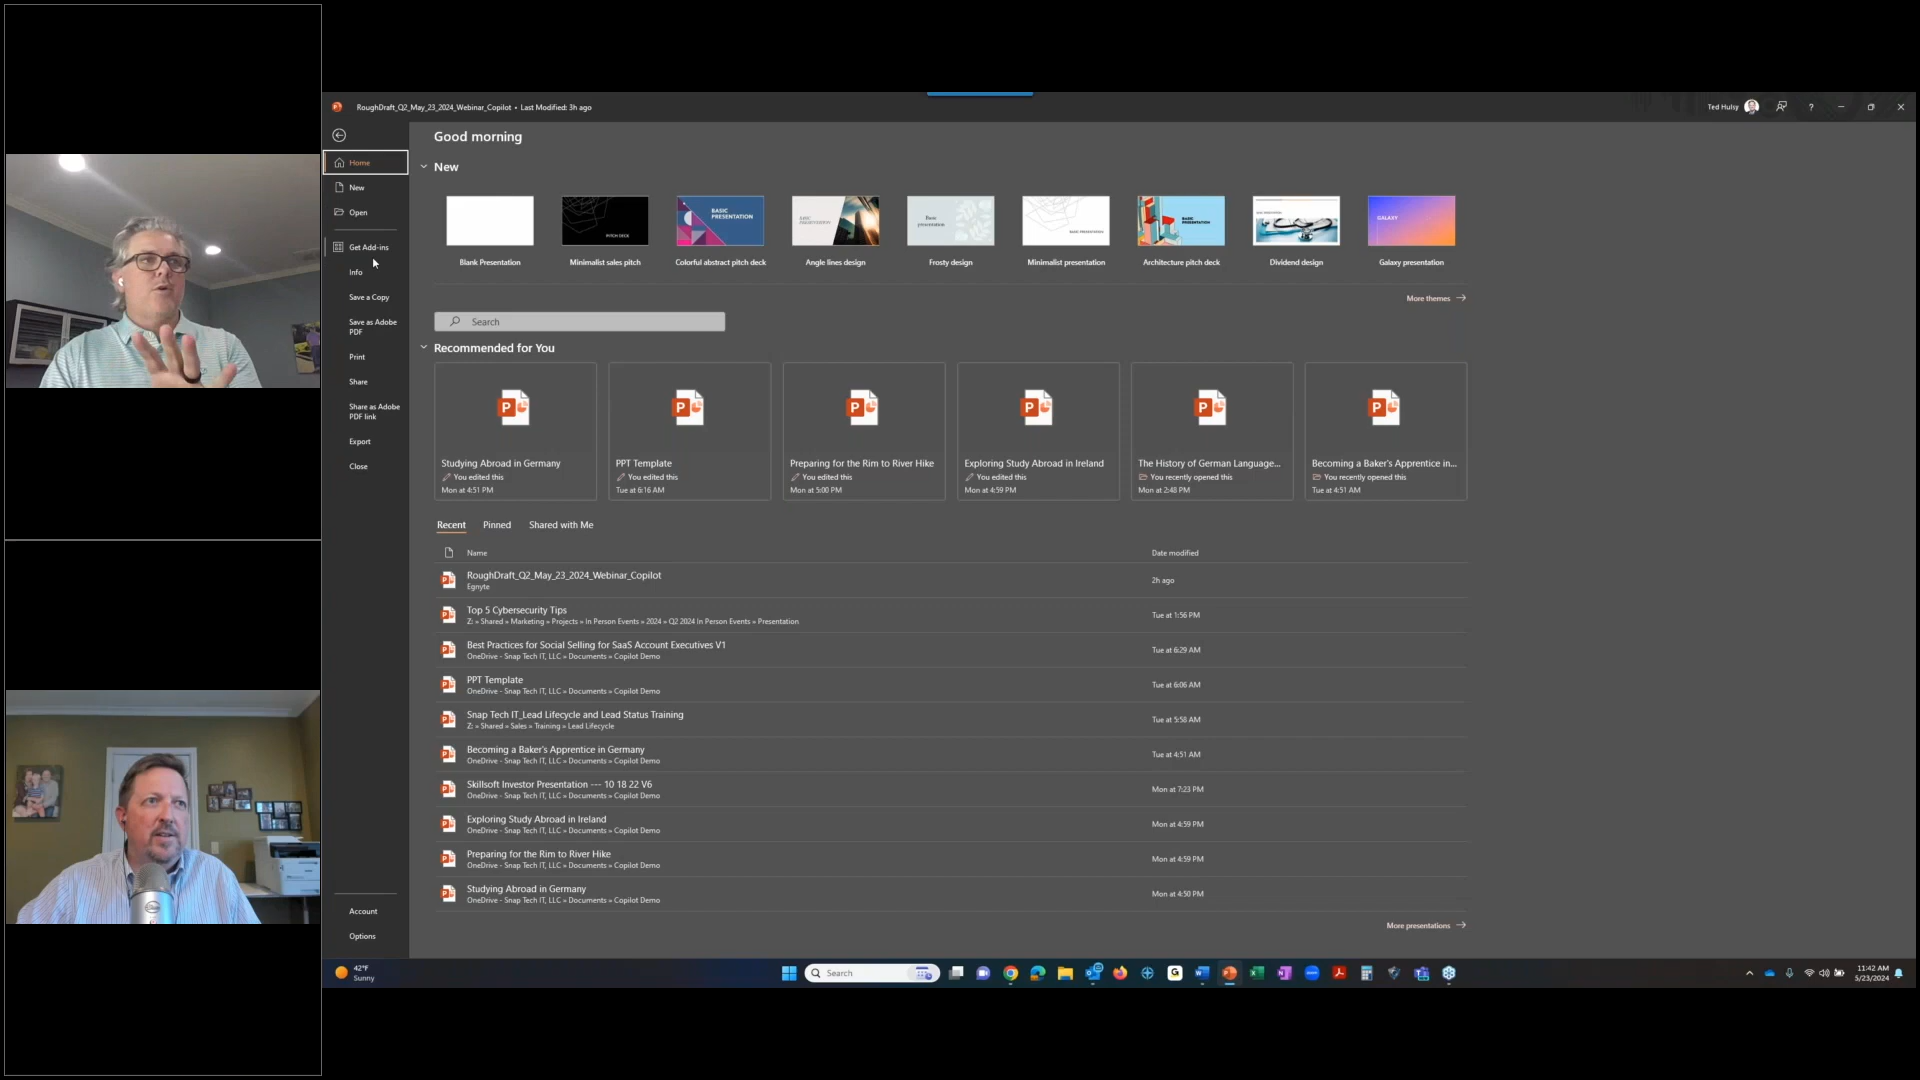 RoughDraft_Q2_May_23_2024_Webinar_Copilot • Last Modified: 3h ago
Ted Hulsy
?
Home
New
Open
Get Add-ins
Info
Save a Copy
Save as Adobe
PDF
Print
Share
Share as Adobe
PDF link
Export
Close
Account
Options
Good morning
New
PITCH DECK
BASIC
PRESENTATION
BASIC
PRESENTATION
Basic
presentation
BASIC PRESENTATION
BASIC
PRESENTATION
BASIC PRESENTATION
GALAXY
Blank Presentation
Minimalist sales pitch
Colorful abstract pitch deck
Angle lines design
Frosty design
Minimalist presentation
Architecture pitch deck
Dividend design
Galaxy presentation
More themes
Search
Recommended for You
Studying Abroad in Germany
You edited this
Mon at 4:51 PM
PPT Template
You edited this
Tue at 6:16 AM
Preparing for the Rim to River Hike
You edited this
Mon at 5:00 PM
Exploring Study Abroad in Ireland
You edited this
Mon at 4:59 PM
The History of German Language...
You recently opened this
Mon at 2:48 PM
Becoming a Baker's Apprentice in...
You recently opened this
Tue at 4:51 AM
Recent Pinned Shared with Me
Name Date modified
RoughDraft_Q2_May_23_2024_Webinar_Copilot
Egnyte
2h ago
Top 5 Cybersecurity Tips
Z: » Shared » Marketing » Projects » In Person Events » 2024 » Q2 2024 In Person Events » Presentation
Tue at 1:56 PM
Best Practices for Social Selling for SaaS Account Executives V1
OneDrive - Snap Tech IT, LLC » Documents » Copilot Demo
Tue at 6:29 AM
PPT Template
OneDrive - Snap Tech IT, LLC » Documents » Copilot Demo
Tue at 6:06 AM
Snap Tech IT_Lead Lifecycle and Lead Status Training
Z: » Shared » Sales » Training » Lead Lifecycle
Tue at 5:58 AM
Becoming a Baker's Apprentice in Germany
OneDrive - Snap Tech IT, LLC » Documents » Copilot Demo
Tue at 4:51 AM
Skillsoft Investor Presentation --- 10 18 22 V6
OneDrive - Snap Tech IT, LLC » Documents » Copilot Demo
Mon at 7:23 PM
Exploring Study Abroad in Ireland
OneDrive - Snap Tech IT, LLC » Documents » Copilot Demo
Mon at 4:59 PM
Preparing for the Rim to River Hike
OneDrive - Snap Tech IT, LLC » Documents » Copilot Demo
Mon at 4:59 PM
Studying Abroad in Germany
OneDrive - Snap Tech IT, LLC » Documents » Copilot Demo
Mon at 4:50 PM
More presentations
42°F
Sunny
Search
11:42 AM
5/23/2024